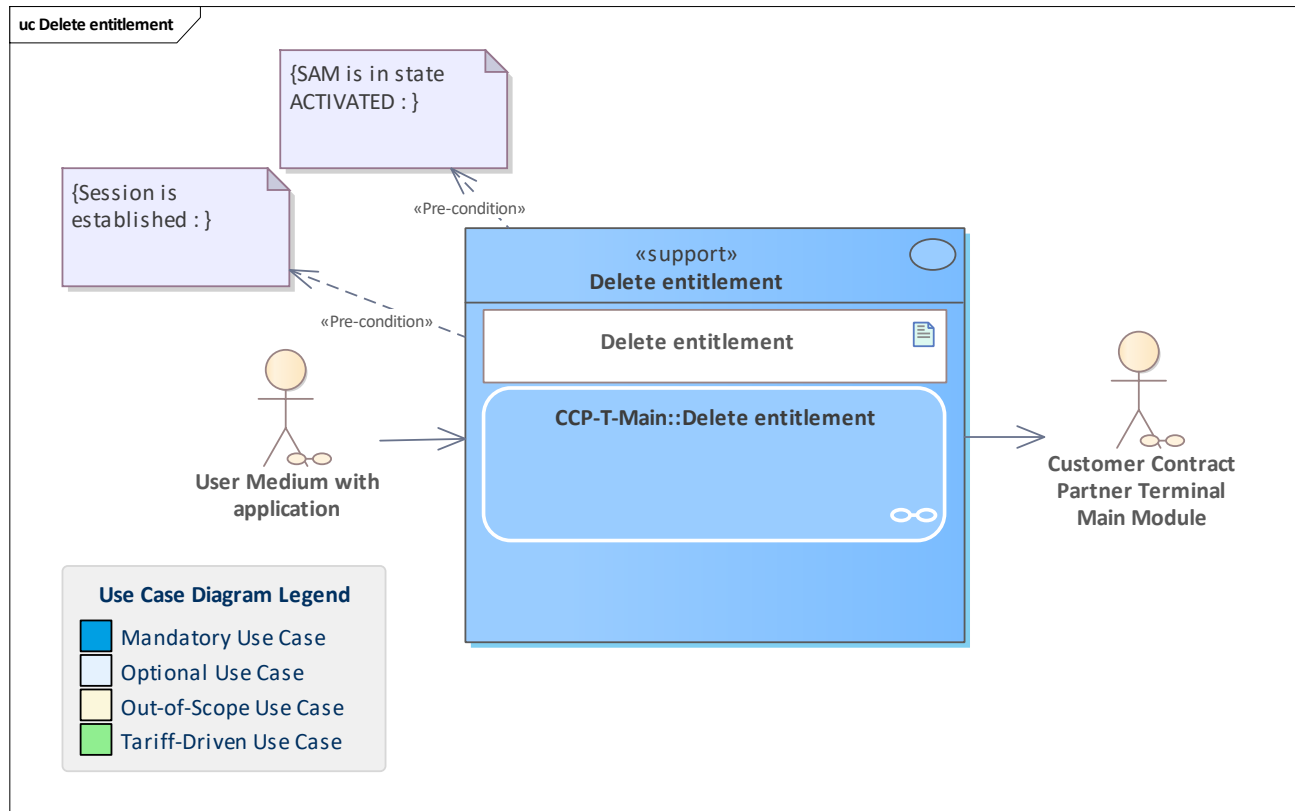 uc Delete entitlement
{SAM is in state
ACTIVATED : }
{Session is
established : }
«Pre-condition»
«Pre-condition»
«support»
Delete entitlement
Delete entitlement
CCP-T-Main::Delete entitlement
User Medium with
application
Customer Contract
Partner Terminal
Main Module
Use Case Diagram Legend
Mandatory Use Case
Optional Use Case
Out-of-Scope Use Case
Tariff-Driven Use Case